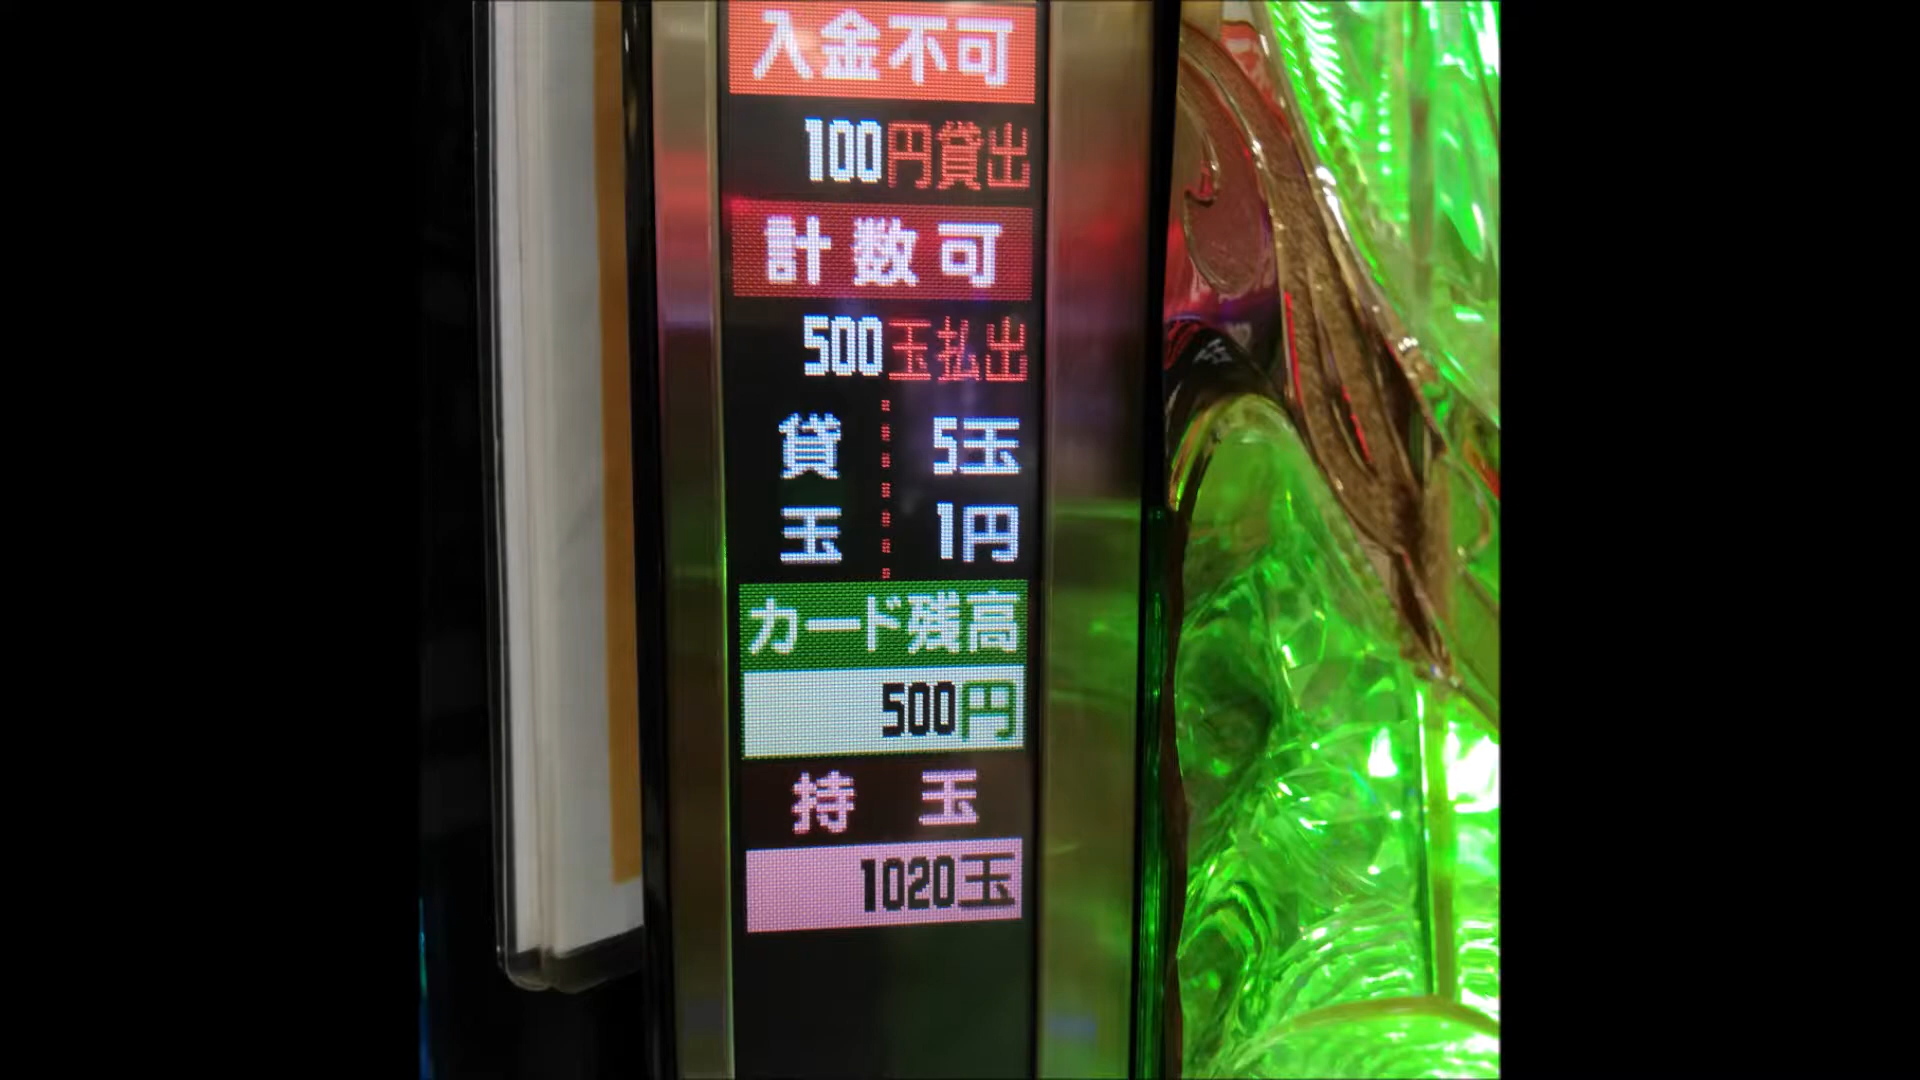 入金不可
100円貸出
計数可
500玉払出
貸玉 5玉
1円
カード残高
500円
持玉
1020玉